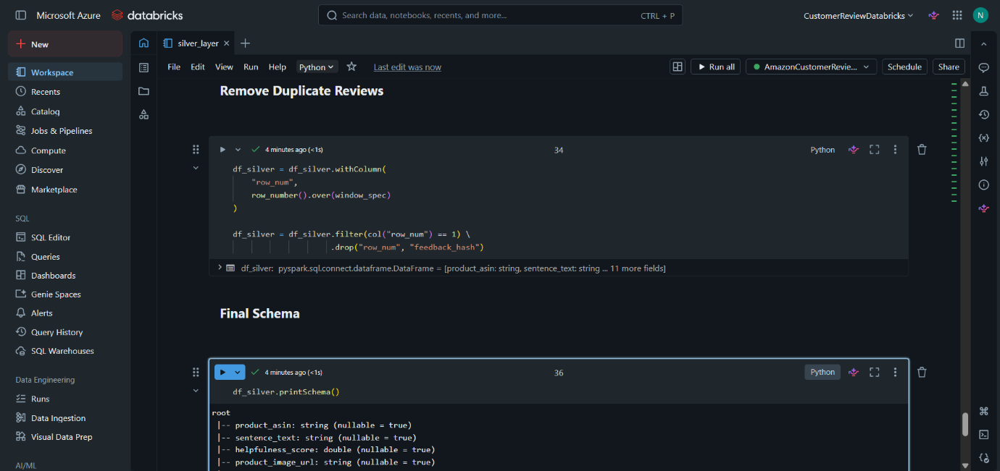 Microsoft Azure databricks
Search data, notebooks, recents, and more... CTRL + P
CustomerReviewDatabricks
N
New
Workspace
Recents
Catalog
Jobs & Pipelines
Compute
Discover
Marketplace
SQL
SQL Editor
Queries
Dashboards
Genie Spaces
Alerts
Query History
SQL Warehouses
Data Engineering
Runs
Data Ingestion
Visual Data Prep
AI/ML
silver_layer
File Edit View Run Help Python Last edit was now
Run all AmazonCustomerRevie... Schedule Share
Remove Duplicate Reviews
4 minutes ago (<1s) 34 Python
df_silver = df_silver.withColumn(
"row_num",
row_number().over(window_spec)
)
df_silver = df_silver.filter(col("row_num") == 1) \
.drop("row_num", "feedback_hash")
df_silver: pyspark.sql.connect.dataframe.DataFrame = [product_asin: string, sentence_text: string ... 11 more fields]
Final Schema
4 minutes ago (<1s) 36 Python
df_silver.printSchema()
root
|-- product_asin: string (nullable = true)
|-- sentence_text: string (nullable = true)
|-- helpfulness_score: double (nullable = true)
|-- product_image_url: string (nullable = true)